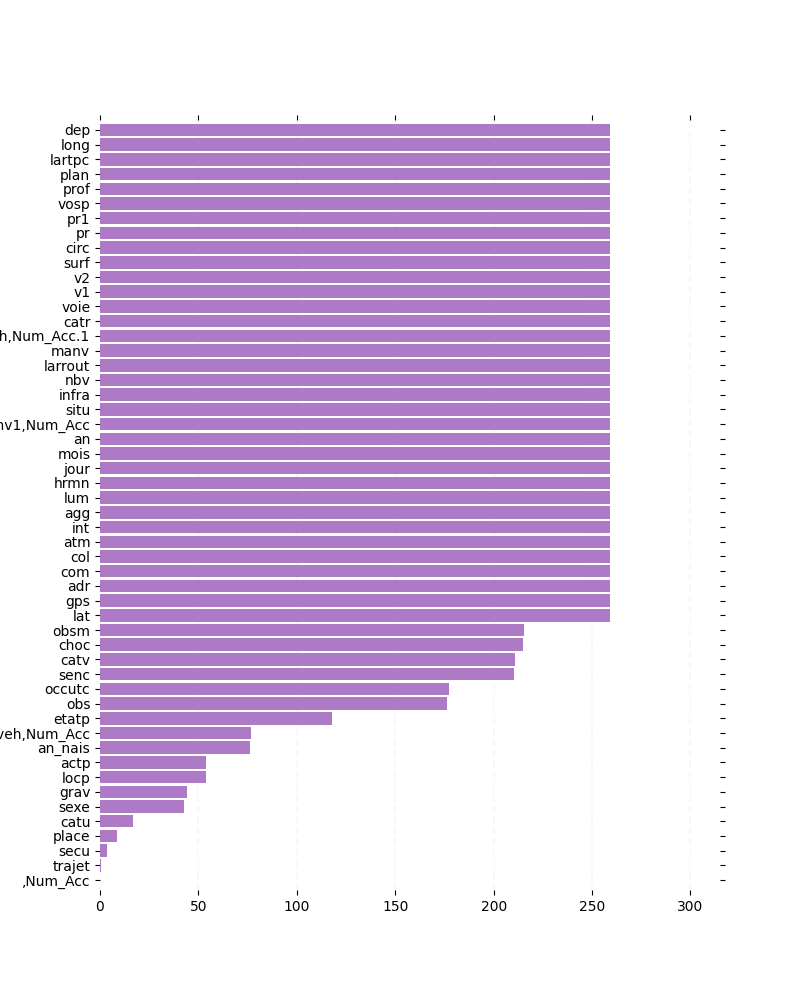 dep
long
lartpc
plan
prof
vosp
pr1
pr
circ
surf
v2
v1
voie
catr
h,Num_Acc.1
manv
larrout
nbv
infra
situ
nv1,Num_Acc
an
mois
jour
hrmn
lum
agg
int
atm
col
com
adr
gps
lat
obsm
choc
catv
senc
occutc
obs
etatp
veh,Num_Acc
an_nais
actp
locp
grav
sexe
catu
place
secu
trajet
,Num_Acc
0 50 100 150 200 250 300